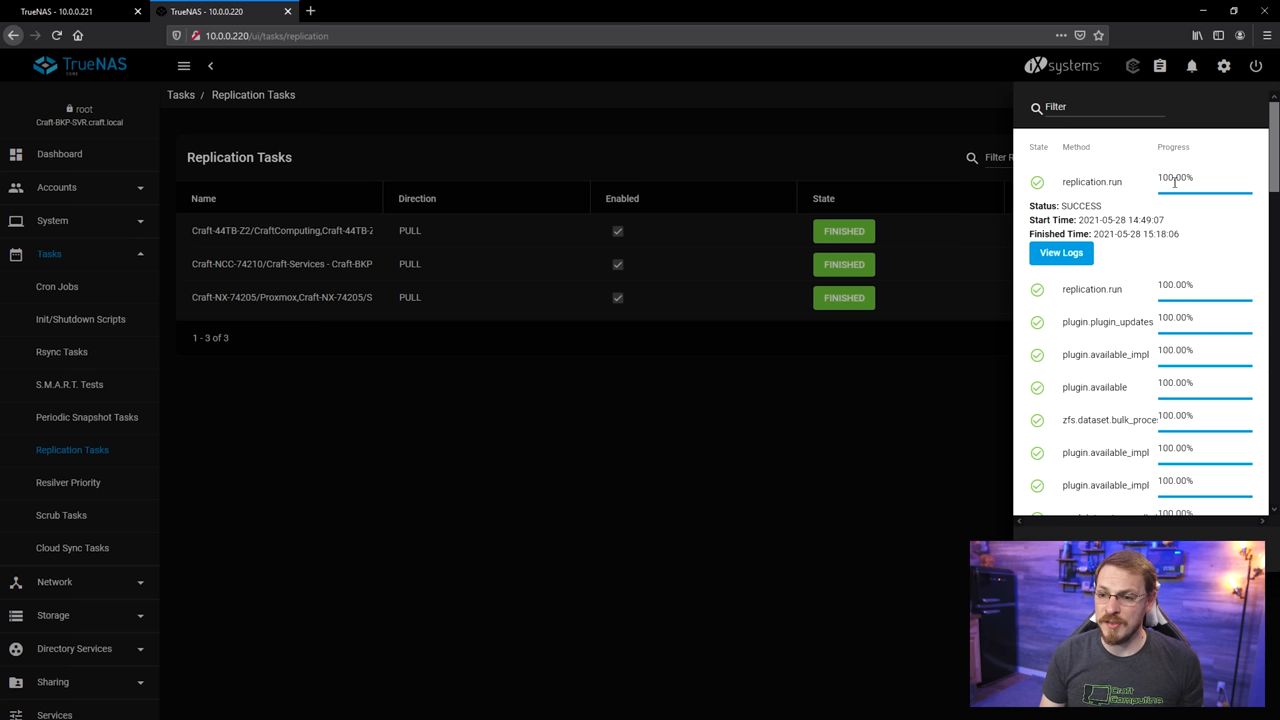 TrueNAS - 10.0.0.221
TrueNAS - 10.0.0.220
10.0.0.220/ui/tasks/replication
TrueNAS
CORE
iXsystems
root
Craft-BKP-SVR.craft.local
Dashboard
Accounts
System
Tasks
Cron Jobs
Init/Shutdown Scripts
Rsync Tasks
S.M.A.R.T. Tests
Periodic Snapshot Tasks
Replication Tasks
Resilver Priority
Scrub Tasks
Cloud Sync Tasks
Network
Storage
Directory Services
Sharing
Services
Tasks / Replication Tasks
Replication Tasks
Filter R
Name Direction Enabled State
Craft-44TB-Z2/CraftComputing,Craft-44TB-Z PULL FINISHED
Craft-NCC-74210/Craft-Services - Craft-BKP PULL FINISHED
Craft-NX-74205/Proxmox,Craft-NX-74205/S PULL FINISHED
1 - 3 of 3
Filter
State Method Progress
replication.run 100.00%
Status: SUCCESS
Start Time: 2021-05-28 14:49:07
Finished Time: 2021-05-28 15:18:06
View Logs
replication.run 100.00%
plugin.plugin_updates 100.00%
plugin.available_impl 100.00%
plugin.available 100.00%
zfs.dataset.bulk_proce 100.00%
plugin.available_impl 100.00%
plugin.available_impl 100.00%
100.00%
Craft
Computing